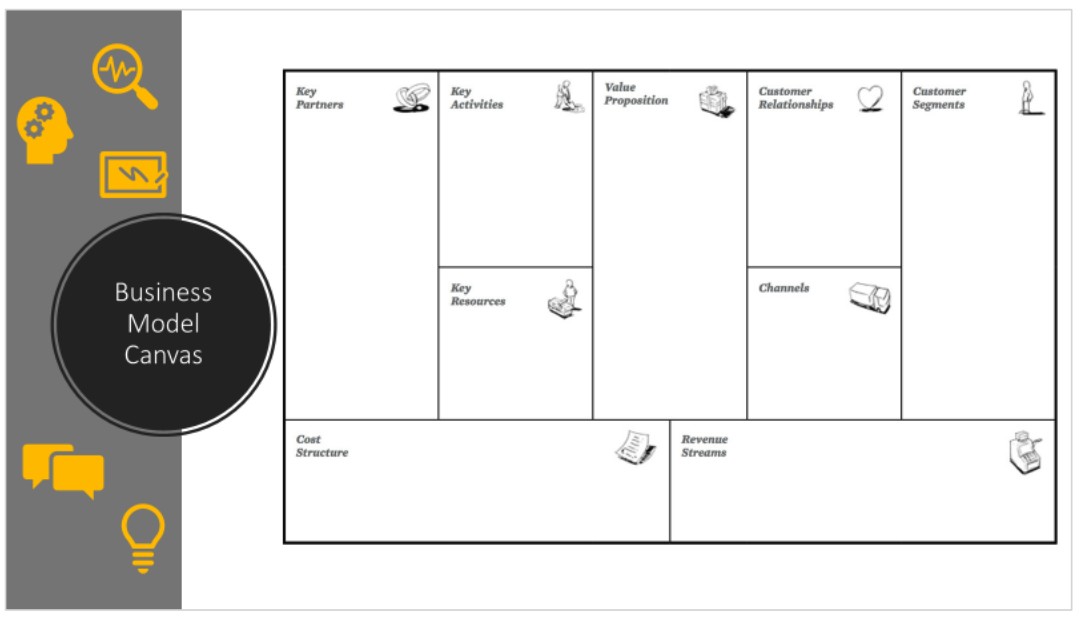 Business
Model
Canvas
Key
Partners
Key
Activities
Value
Proposition
Customer
Relationships
Customer
Segments
Key
Resources
Channels
Cost
Structure
Revenue
Streams